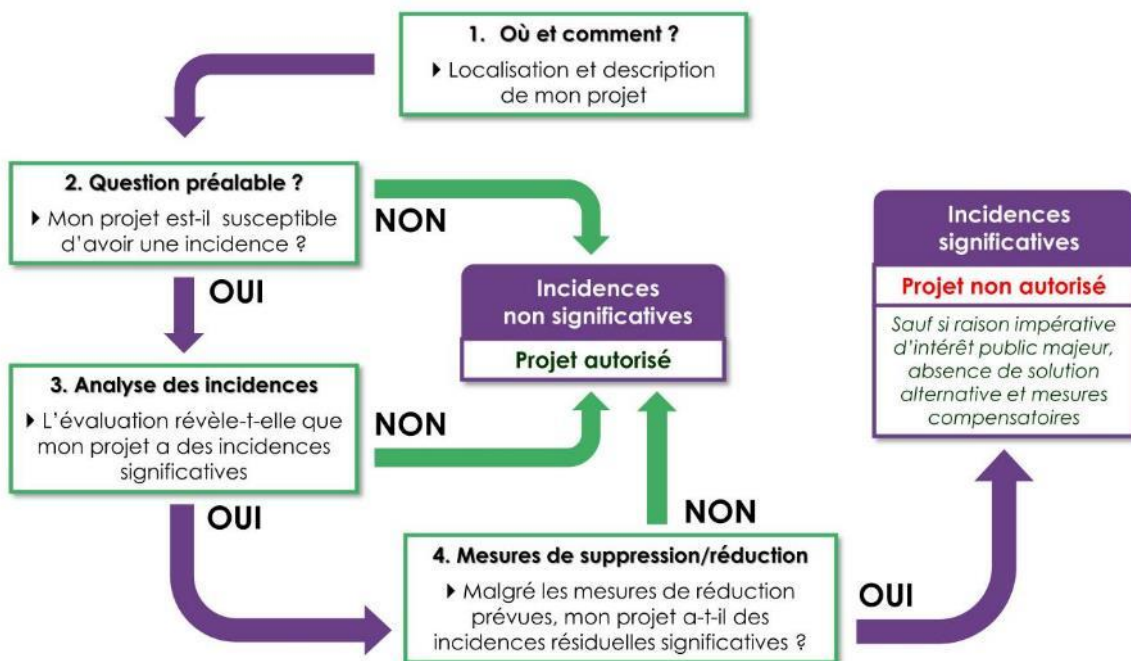 1. Où et comment ?
▸ Localisation et description
de mon projet
2. Question préalable ?
▸ Mon projet est-il susceptible
d'avoir une incidence ?
NON
OUI
Incidences
non significatives
Projet autorisé
Incidences
significatives
Projet non autorisé
Sauf si raison impérative
d'intérêt public majeur,
absence de solution
alternative et mesures
compensatoires
3. Analyse des incidences
▸ L'évaluation révèle-t-elle que
mon projet a des incidences
significatives
NON
OUI
NON
4. Mesures de suppression/réduction
▸ Malgré les mesures de réduction
prévues, mon projet a-t-il des
incidences résiduelles significatives ?
OUI